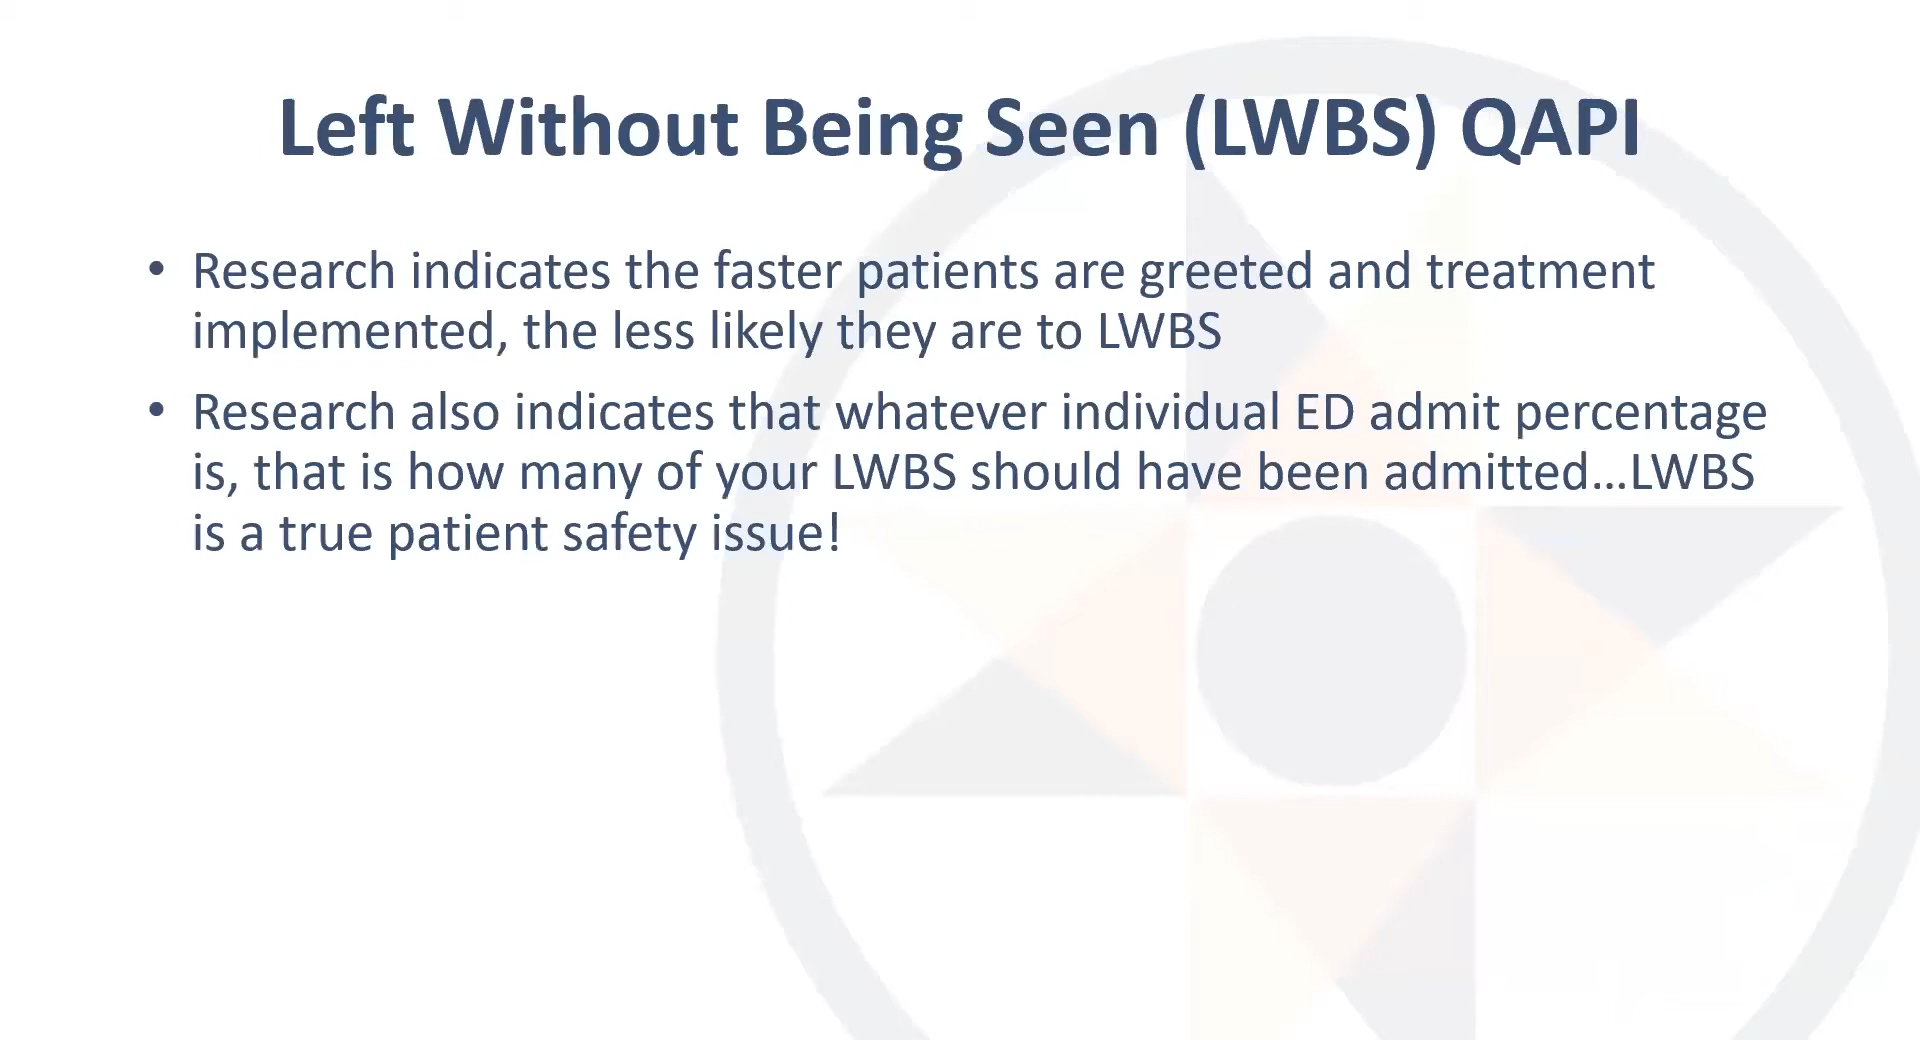 Left Without Being Seen (LWBS) QAPI
• Research indicates the faster patients are greeted and treatment
implemented, the less likely they are to LWBS
• Research also indicates that whatever individual ED admit percentage
is, that is how many of your LWBS should have been admitted...LWBS
is a true patient safety issue!